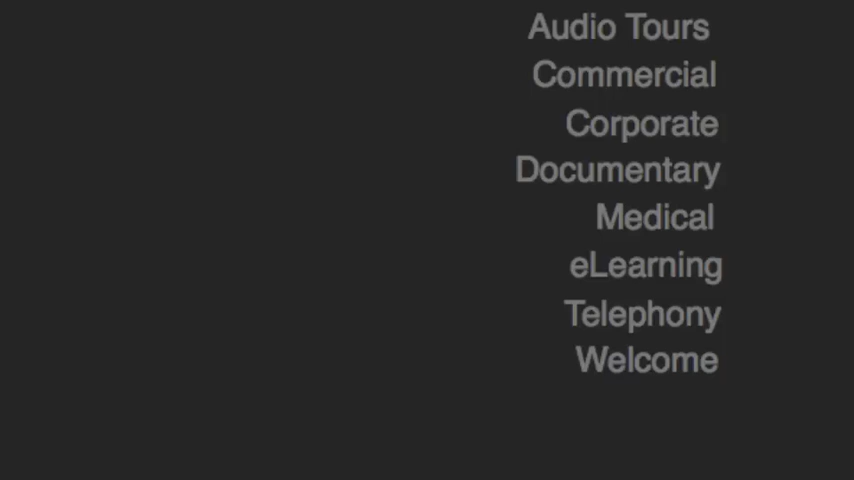 Audio Tours
Commercial
Corporate
Documentary
Medical
eLearning
Telephony
Welcome